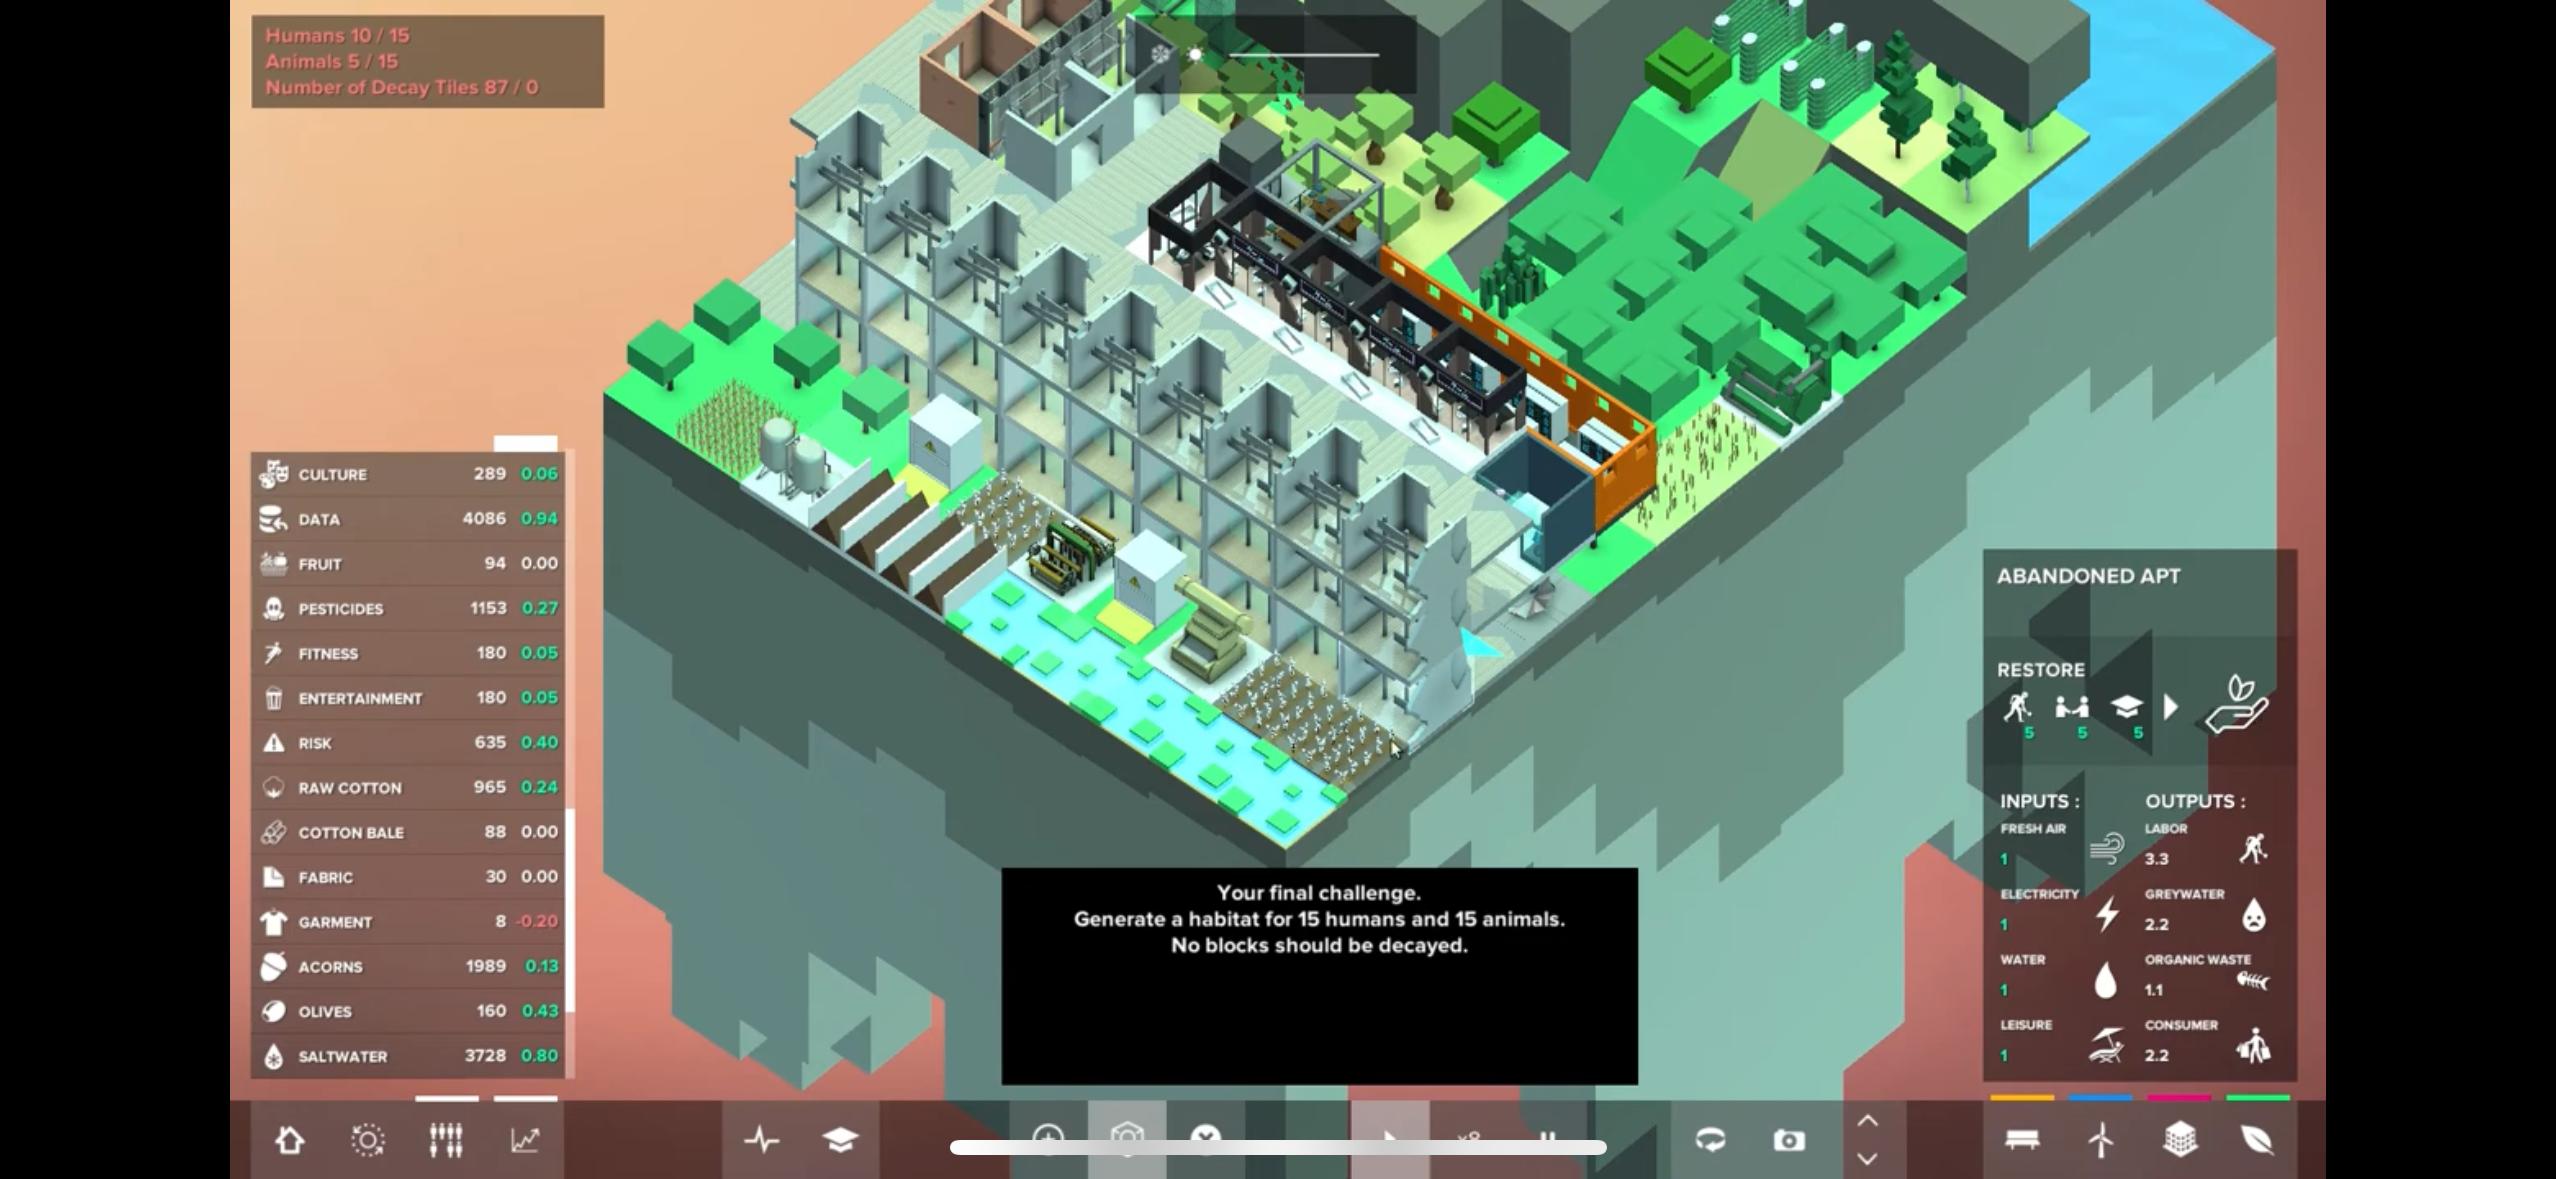 Humans 10 / 15
Animals 5 / 15
Number of Decay Tiles 87 / 0
CULTURE 289 0.06
DATA 4086 0.94
FRUIT 94 0.00
PESTICIDES 1153 0.27
FITNESS 180 0.05
ENTERTAINMENT 180 0.05
RISK 635 0.40
RAW COTTON 965 0.24
COTTON BALE 88 0.00
FABRIC 30 0.00
GARMENT 8 -0.20
ACORNS 1989 0.13
OLIVES 160 0.43
SALTWATER 3728 0.80
Your final challenge.
Generate a habitat for 15 humans and 15 animals.
No blocks should be decayed.
ABANDONED APT
RESTORE
5 5 5
INPUTS : OUTPUTS :
FRESH AIR LABOR
1 3.3
ELECTRICITY GREYWATER
1 2.2
WATER ORGANIC WASTE
1 1.1
LEISURE CONSUMER
1 2.2